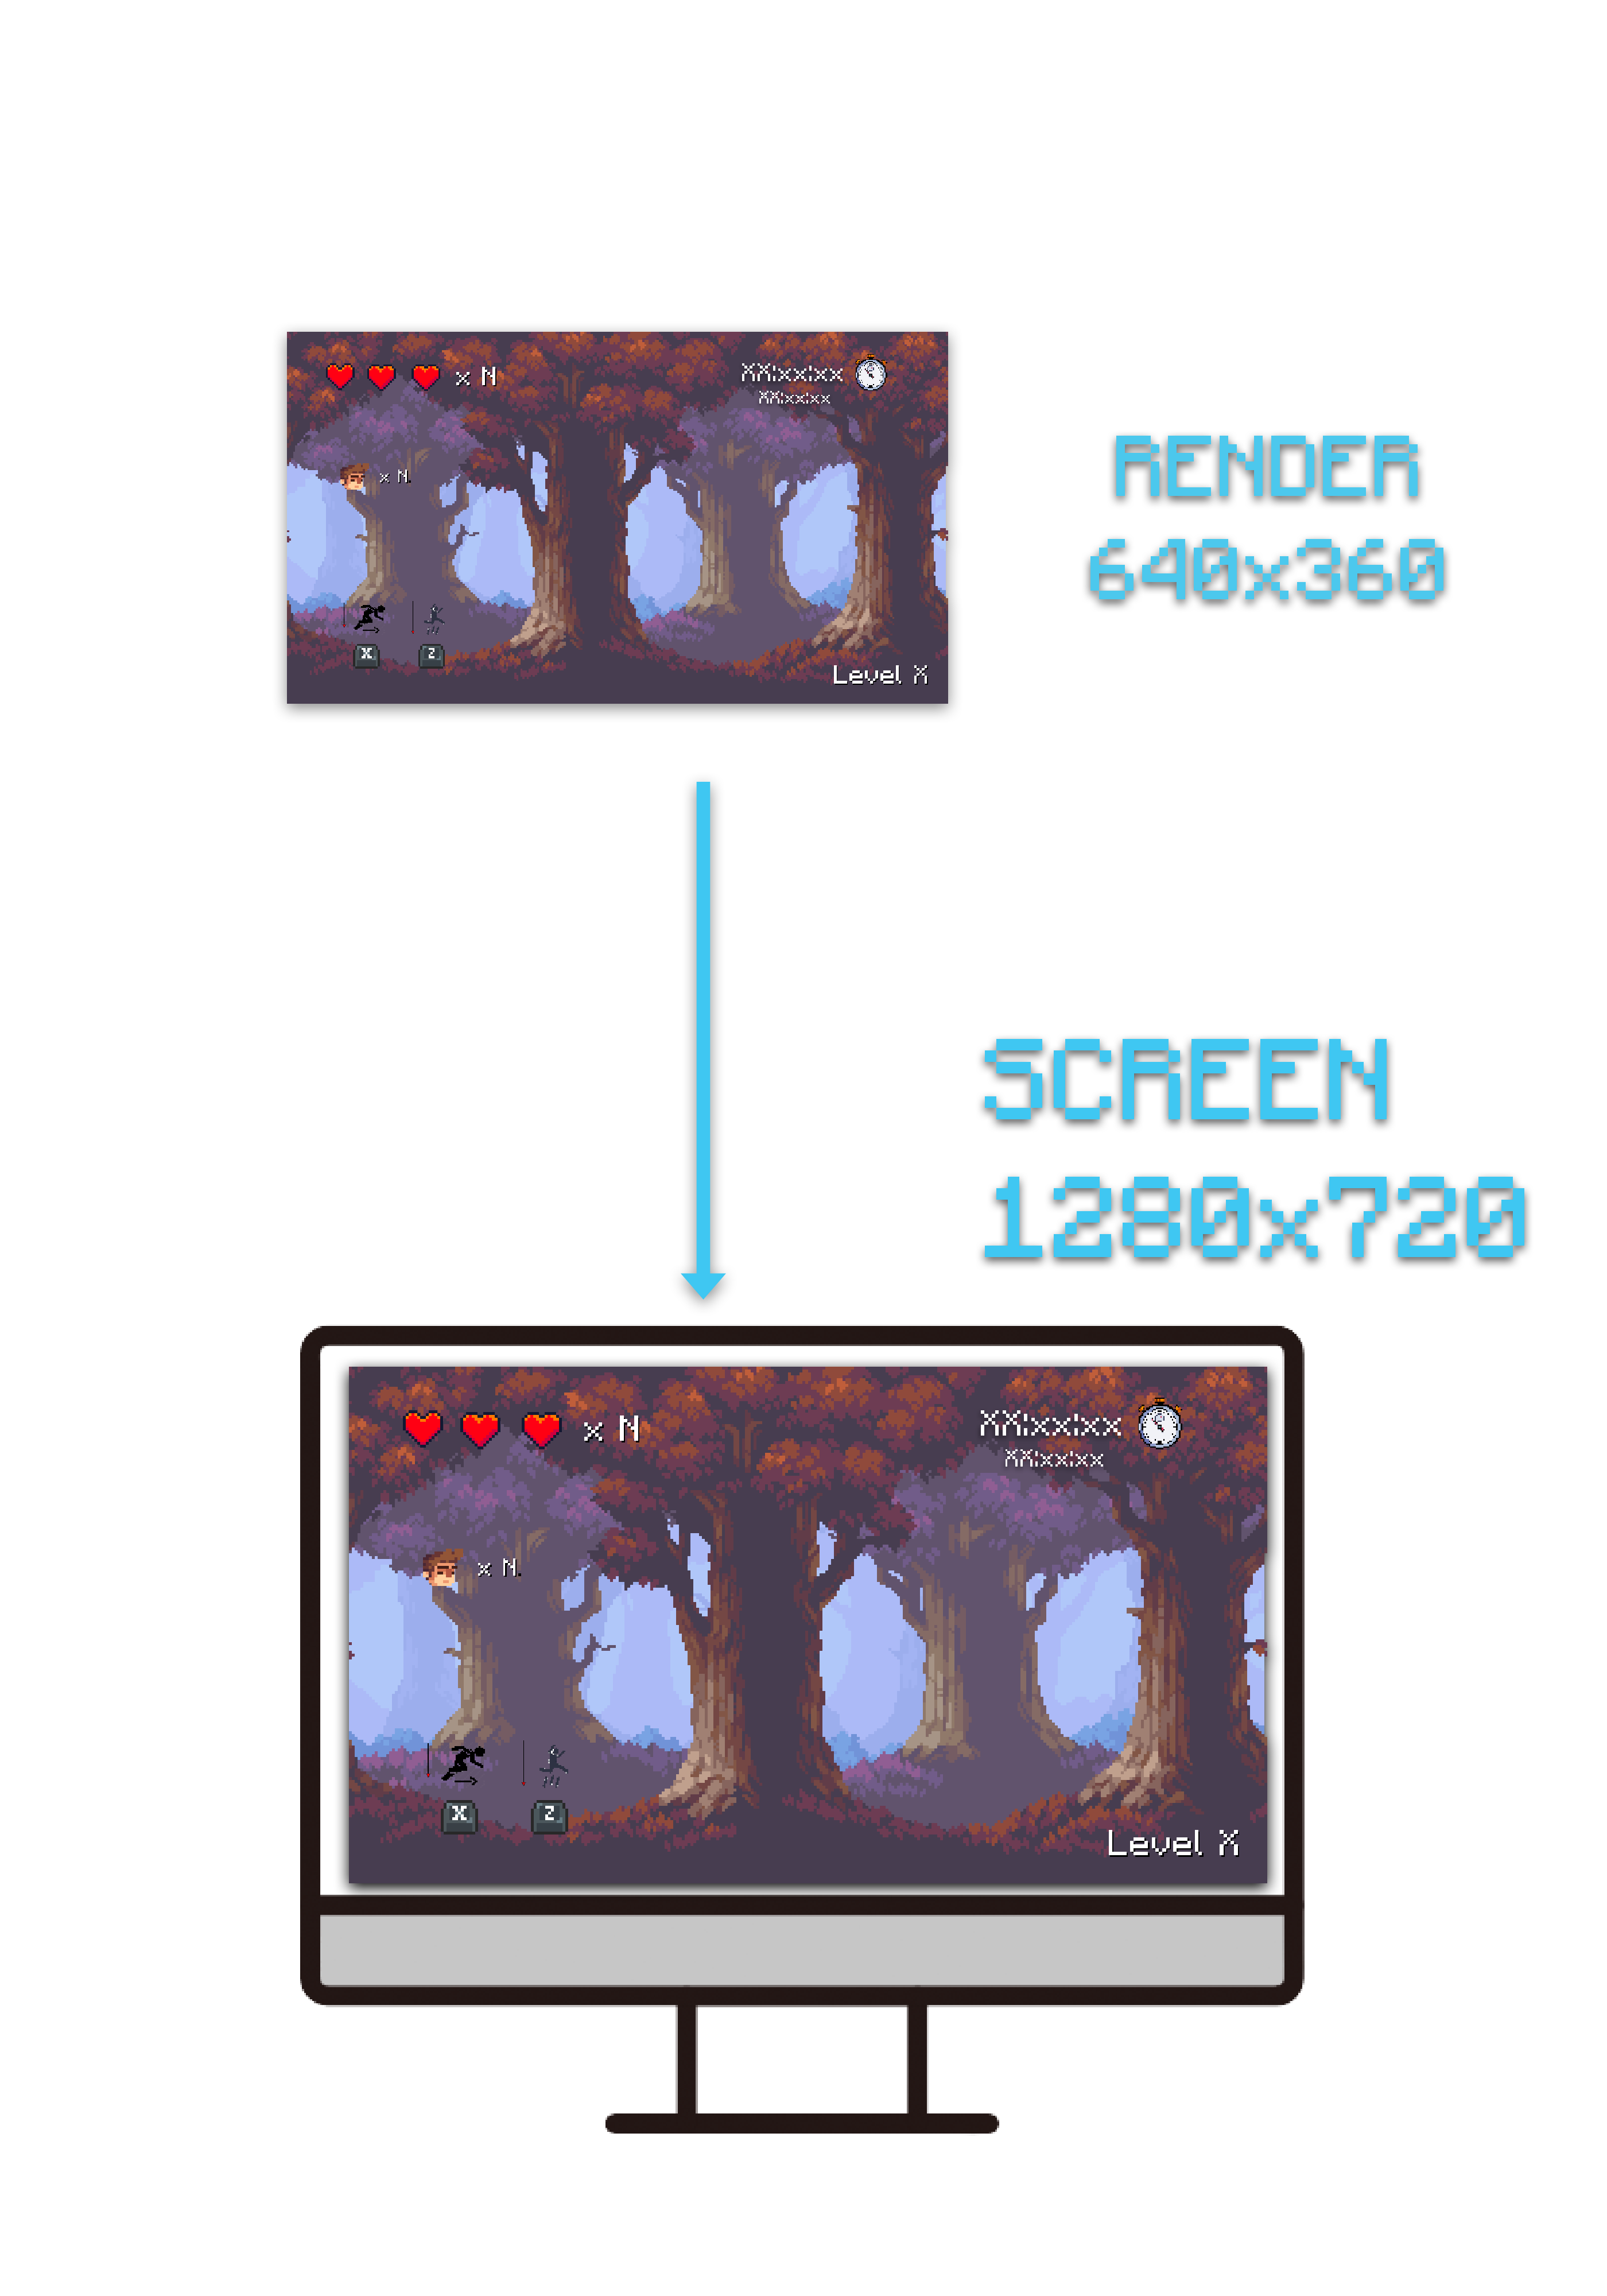 x N
XX:xx:xx
XX:xx:xx
x N.
X
Z
Level X
RENDER
640x360
SCREEN
1280x720
x N
XX:xx:xx
XX:xx:xx
x N.
X
Z
Level X